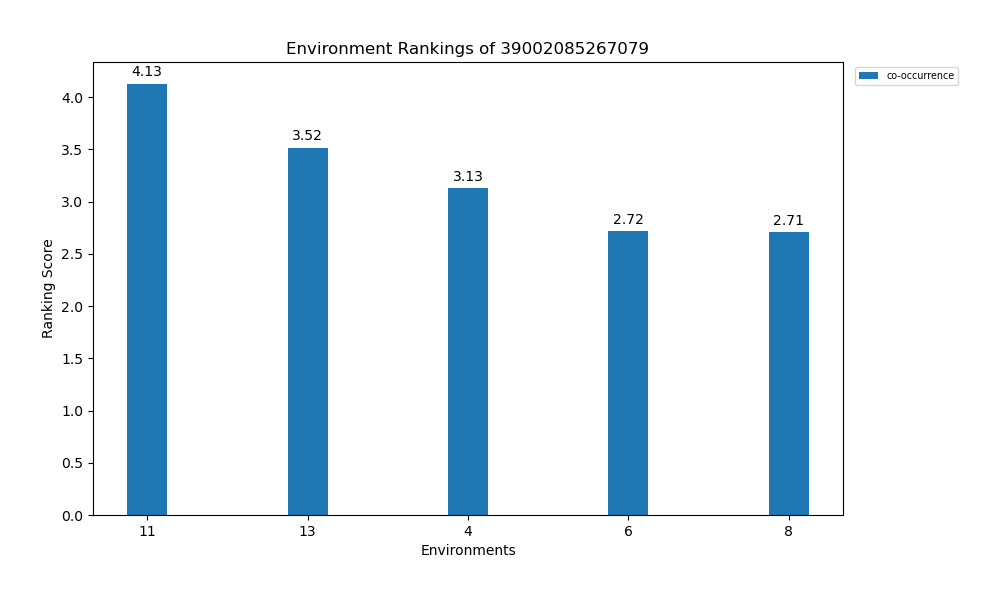 Environment Rankings of 39002085267079
co-occurrence
4.13
3.52
3.13
2.72
2.71
Ranking Score
4.0
3.5
3.0
2.5
2.0
1.5
1.0
0.5
0.0
11 13 4 6 8
Environments